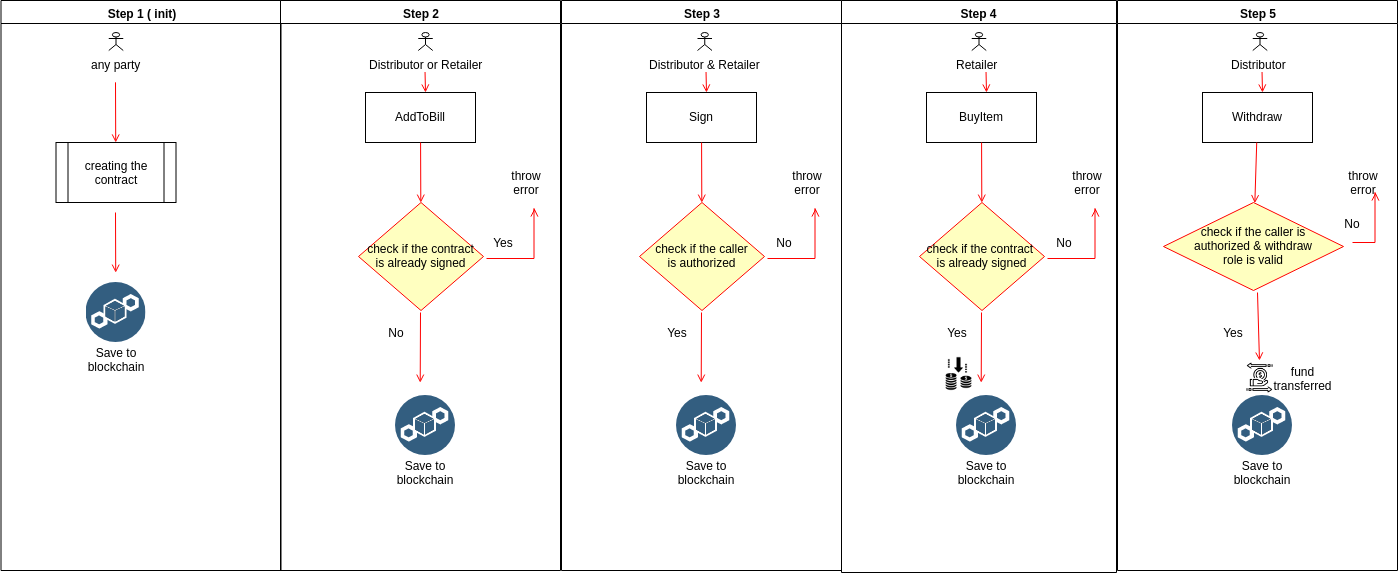 Step 1 ( init)
any party
creating the
contract
Save to
blockchain
Step 2
Distributor or Retailer
AddToBill
throw
error
Yes
check if the contract
is already signed
No
Save to
blockchain
Step 3
Distributor & Retailer
Sign
throw
error
No
check if the caller
is authorized
Yes
Save to
blockchain
Step 4
Retailer
BuyItem
throw
error
No
check if the contract
is already signed
Yes
Save to
blockchain
Step 5
Distributor
Withdraw
throw
error
No
check if the caller is
authorized & withdraw
role is valid
Yes
fund
transferred
Save to
blockchain